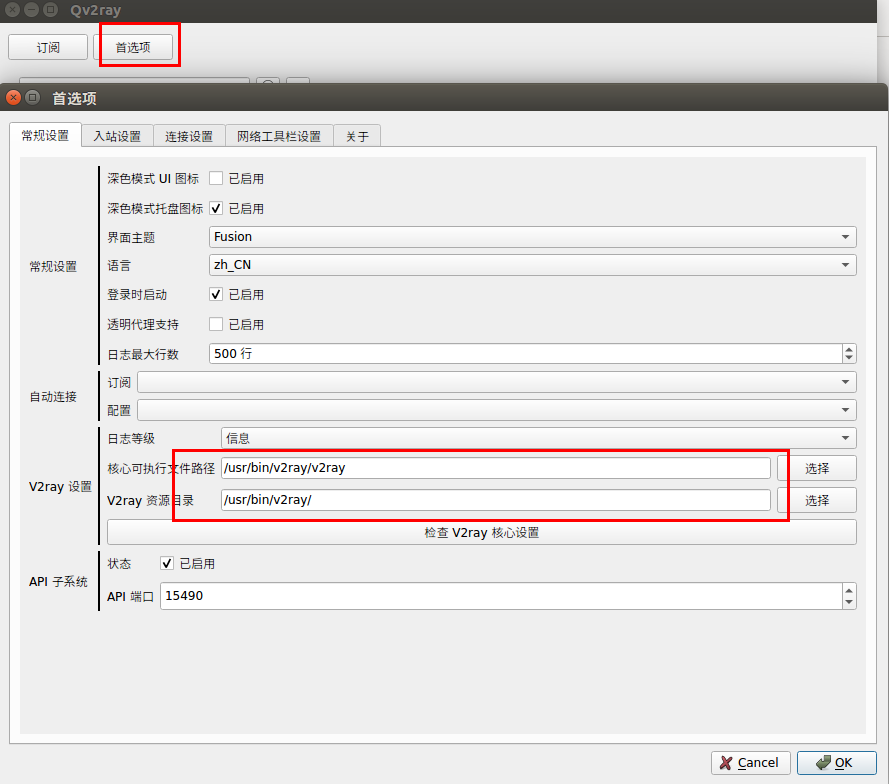 Qv2ray
订阅 首选项
首选项
常规设置 入站设置 连接设置 网络工具栏设置 关于
深色模式 UI 图标 已启用
深色模式托盘图标 已启用
界面主题 Fusion
常规设置 语言 zh_CN
登录时启动 已启用
透明代理支持 已启用
日志最大行数 500 行
自动连接 订阅
配置
日志等级 信息
核心可执行文件路径 /usr/bin/v2ray/v2ray 选择
V2ray 设置 V2ray 资源目录 /usr/bin/v2ray/ 选择
检查 V2ray 核心设置
状态 已启用
API 子系统 API 端口 15490
Cancel OK